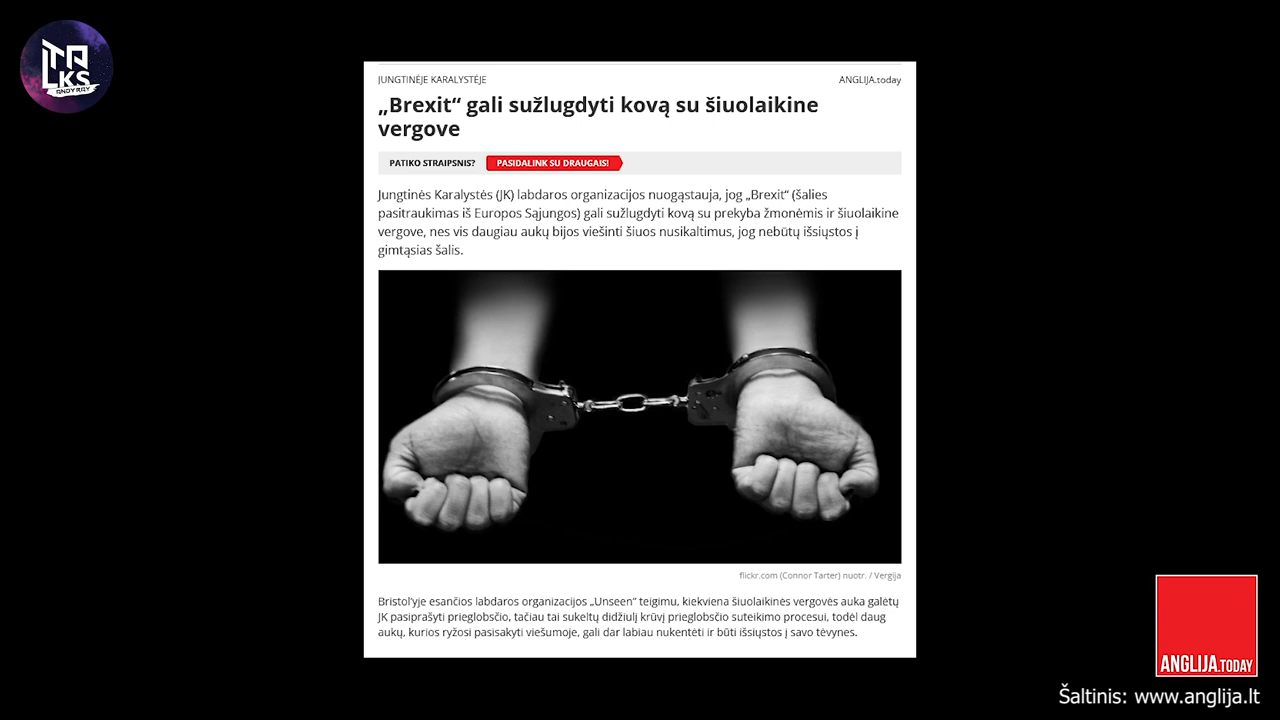 TALKS
ANDY RAY
JUNGTINĖJE KARALYSTĖJE
ANGLIJA.today
„Brexit“ gali sužlugdyti kovą su šiuolaikine
vergove
PATIKO STRAIPSNIS?
PASIDALINK SU DRAUGAIS!
Jungtinės Karalystės (JK) labdaros organizacijos nuogąstauja, jog „Brexit“ (šalies
pasitraukimas iš Europos Sąjungos) gali sužlugdyti kovą su prekyba žmonėmis ir šiuolaikine
vergove, nes vis daugiau aukų bijos viešinti šiuos nusikaltimus, jog nebūtų išsiųstos į
gimtąsias šalis.
flickr.com (Connor Tarter) nuotr. / Vergija
Bristol'yje esančios labdaros organizacijos „Unseen“ teigimu, kiekviena šiuolaikinės vergovės auka galėtų
JK pasiprašyti prieglobsčio, tačiau tai sukeltų didžiulį krūvį prieglobsčio suteikimo procesui, todėl daug
aukų, kurios ryžosi pasisakyti viešumoje, gali dar labiau nukentėti ir būti išsiųstos į savo tėvynes.
ANGLIJA.TODAY
Šaltinis: www.anglija.lt